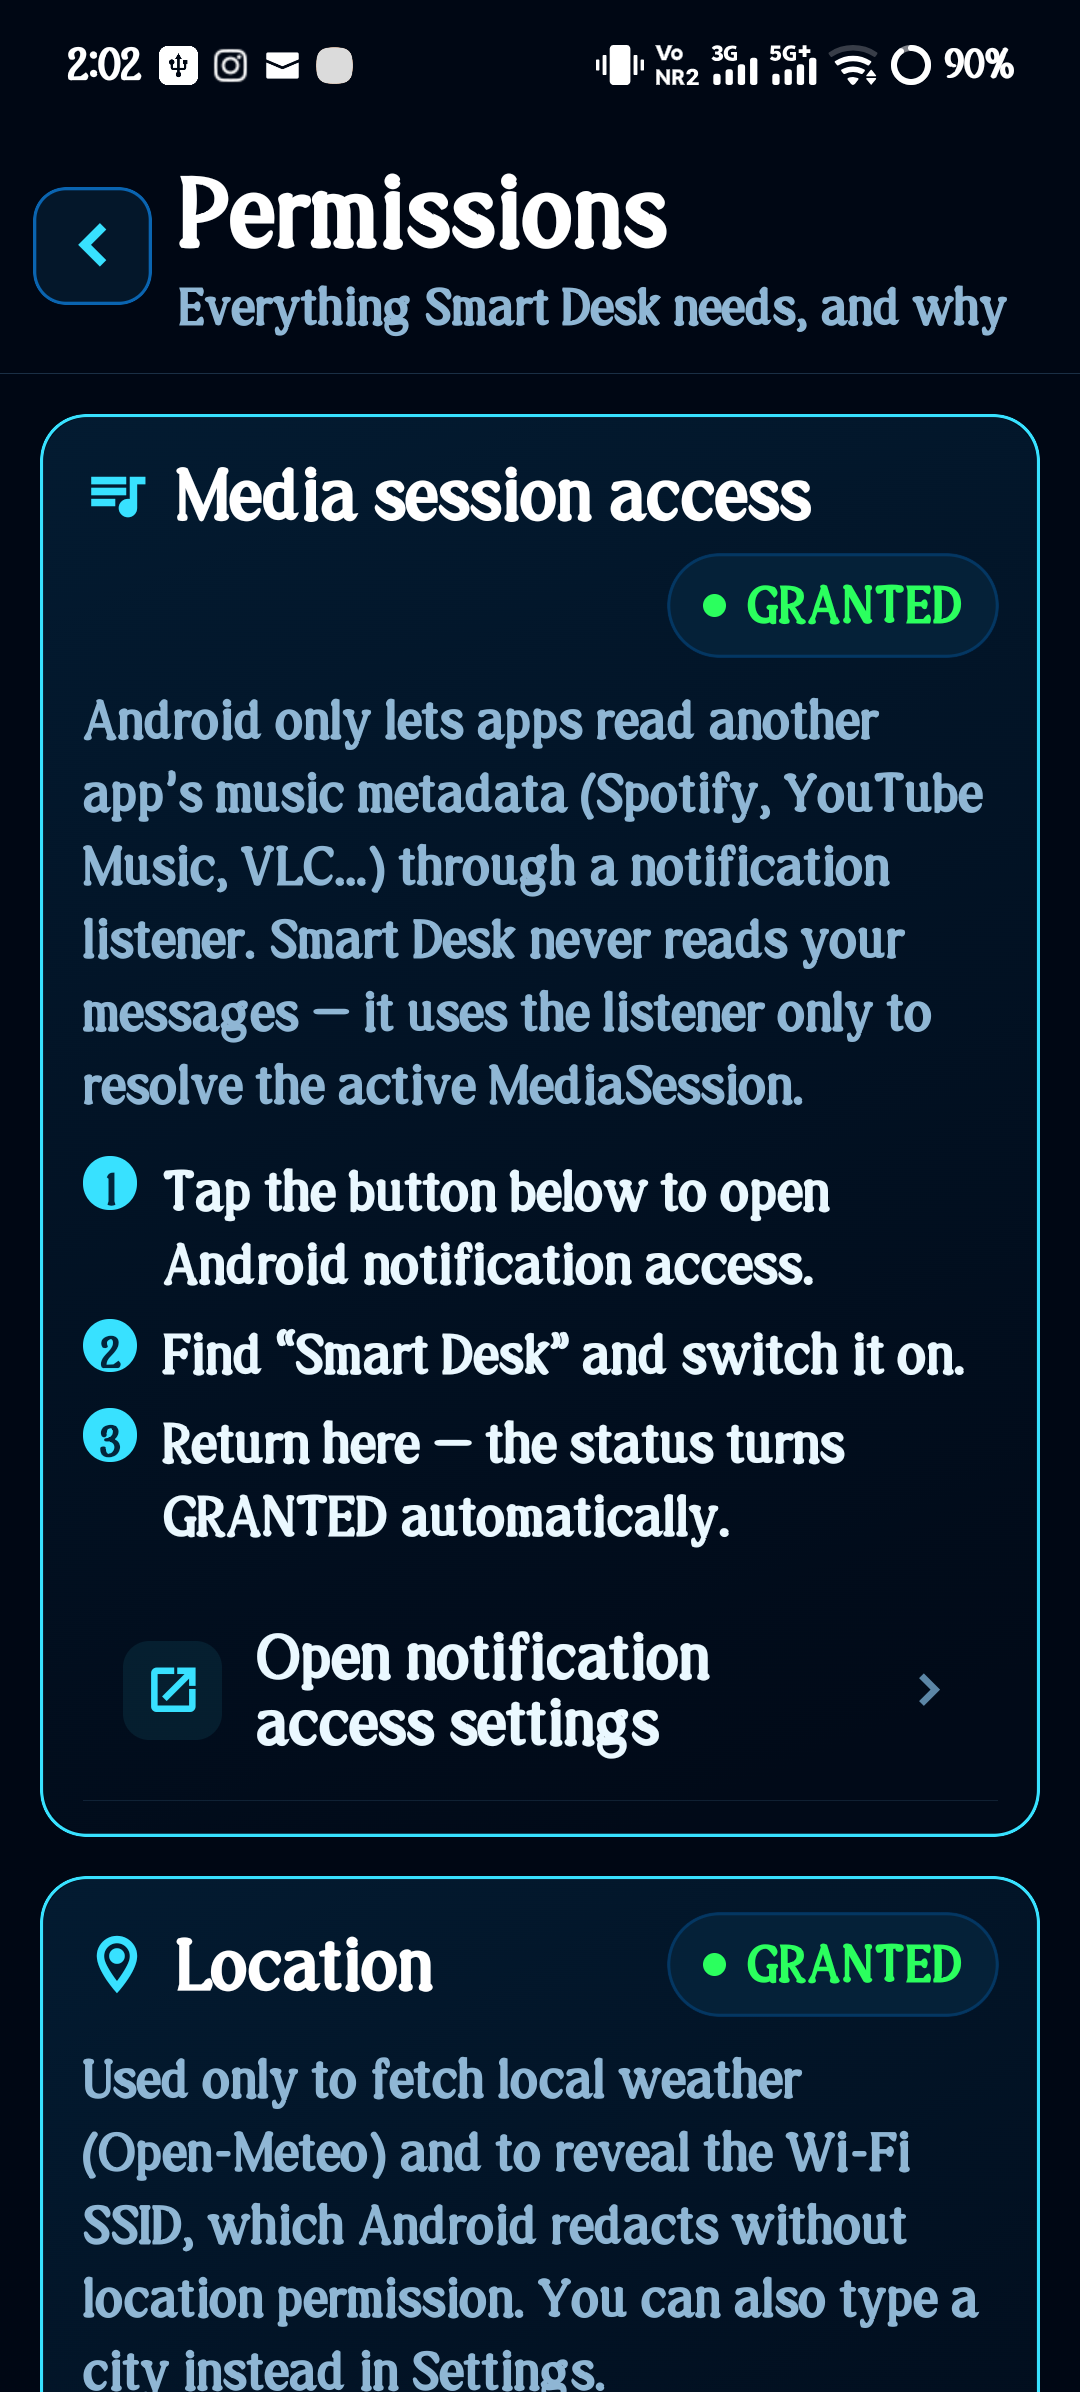 2:02 Vo NR2 3G 5G+ 90%
Permissions
Everything Smart Desk needs, and why
Media session access
GRANTED
Android only lets apps read another
app's music metadata (Spotify, YouTube
Music, VLC…) through a notification
listener. Smart Desk never reads your
messages — it uses the listener only to
resolve the active MediaSession.
1 Tap the button below to open
Android notification access.
2 Find “Smart Desk” and switch it on.
3 Return here — the status turns
GRANTED automatically.
Open notification
access settings
Location GRANTED
Used only to fetch local weather
(Open-Meteo) and to reveal the Wi-Fi
SSID, which Android redacts without
location permission. You can also type a
city instead in Settings.